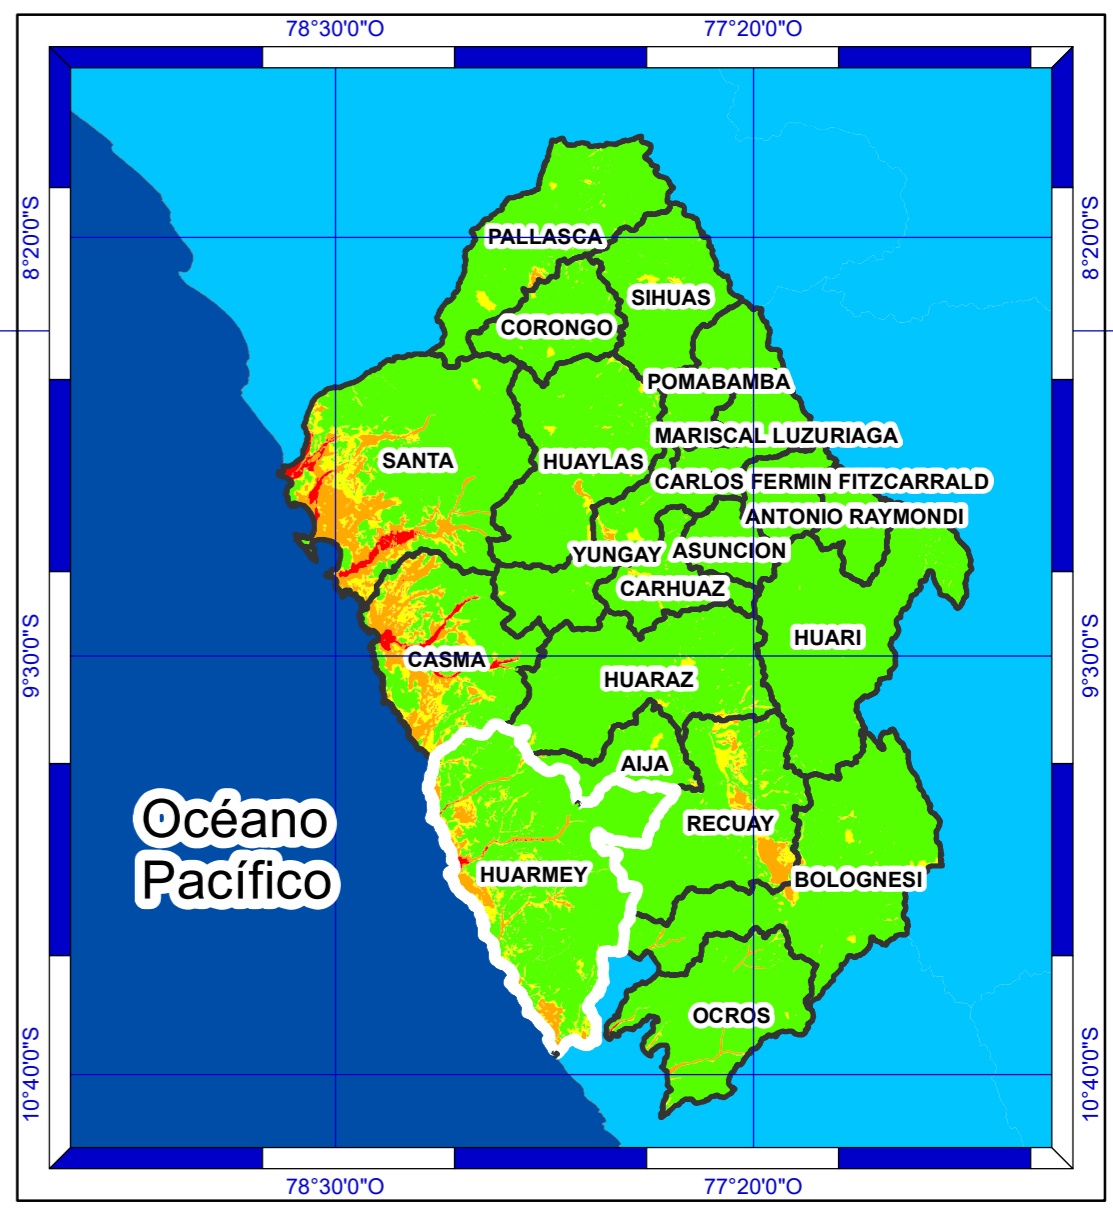 78°30'0"O
77°20'0"O
8°20'0"S
8°20'0"S
PALLASCA
SIHUAS
CORONGO
POMABAMBA
MARISCAL LUZURIAGA
SANTA
HUAYLAS
CARLOS FERMIN FITZCARRALD
ANTONIO RAYMONDI
YUNGAY
ASUNCION
CARHUAZ
HUARI
9°30'0"S
9°30'0"S
CASMA
HUARAZ
AIJA
Océano
Pacífico
RECUAY
HUARMEY
BOLOGNESI
OCROS
10°40'0"S
10°40'0"S
78°30'0"O
77°20'0"O